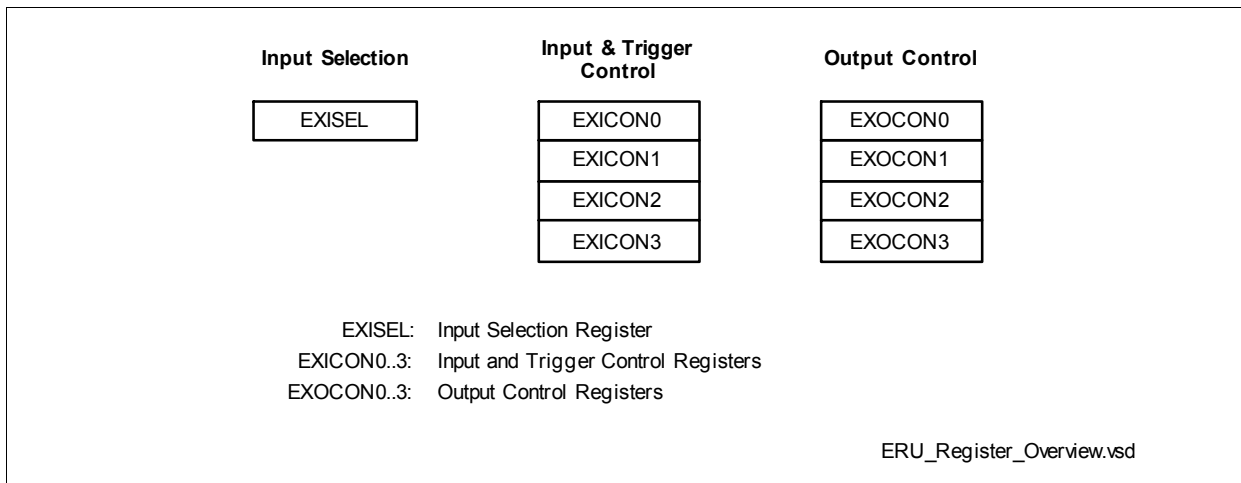 Input Selection
EXISEL
Input & Trigger
Control
EXICON0
EXICON1
EXICON2
EXICON3
Output Control
EXOCON0
EXOCON1
EXOCON2
EXOCON3
EXISEL: Input Selection Register
EXICON0..3: Input and Trigger Control Registers
EXOCON0..3: Output Control Registers
ERU_Register_Overview.vsd